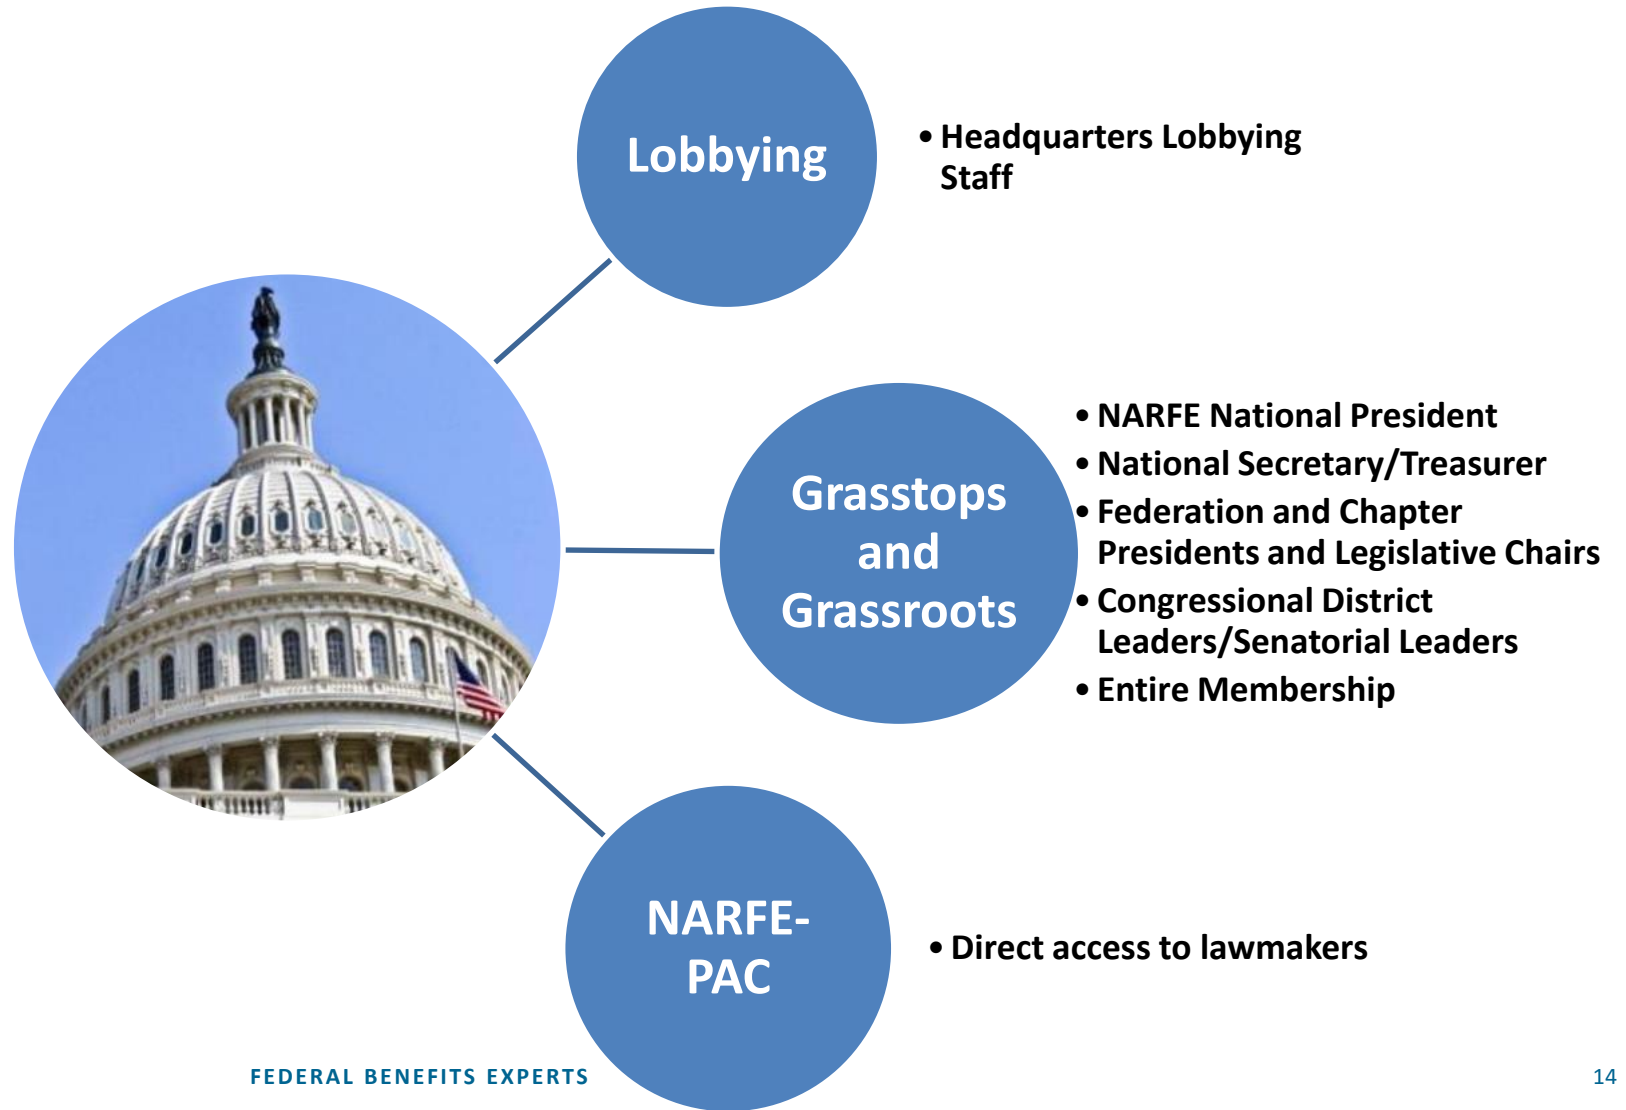 Lobbying
• Headquarters Lobbying
Staff
Grasstops
and
Grassroots
• NARFE National President
• National Secretary/Treasurer
• Federation and Chapter
Presidents and Legislative Chairs
• Congressional District
Leaders/Senatorial Leaders
• Entire Membership
NARFE-
PAC
• Direct access to lawmakers
FEDERAL BENEFITS EXPERTS
14